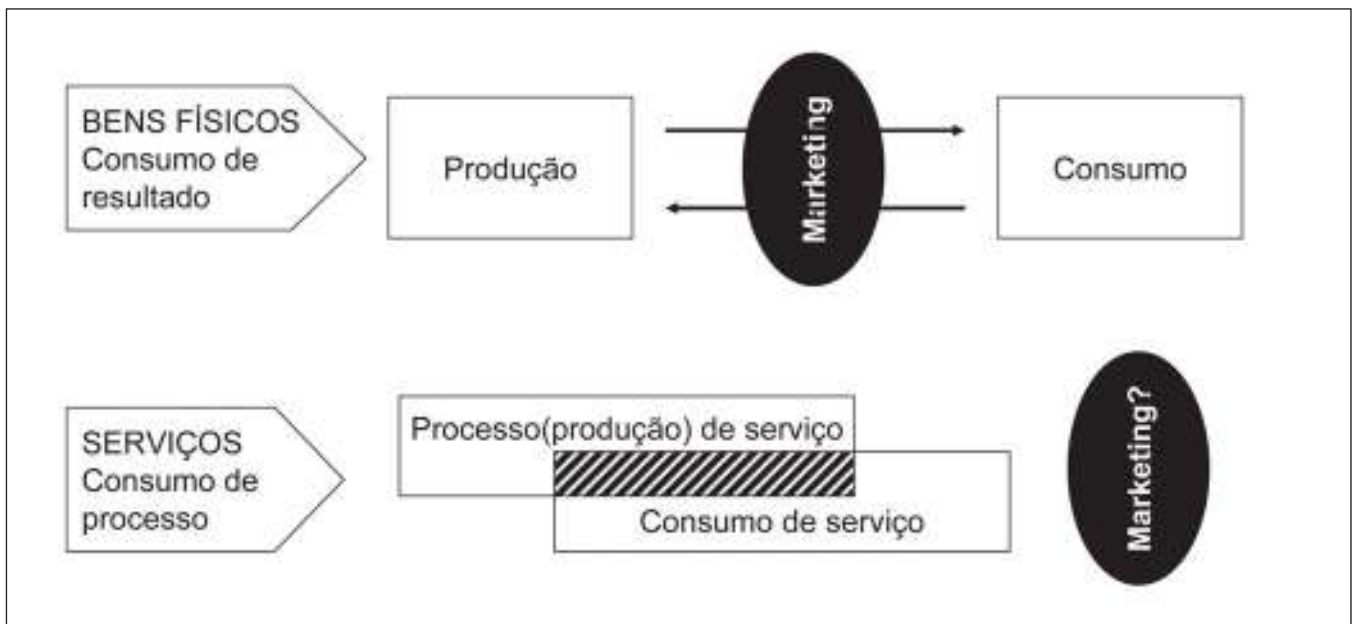 BENS FÍSICOS
Consumo de
resultado
Produção
Marketing
Consumo
SERVIÇOS
Consumo de
processo
Processo(produção) de serviço
Consumo de serviço
Marketing?